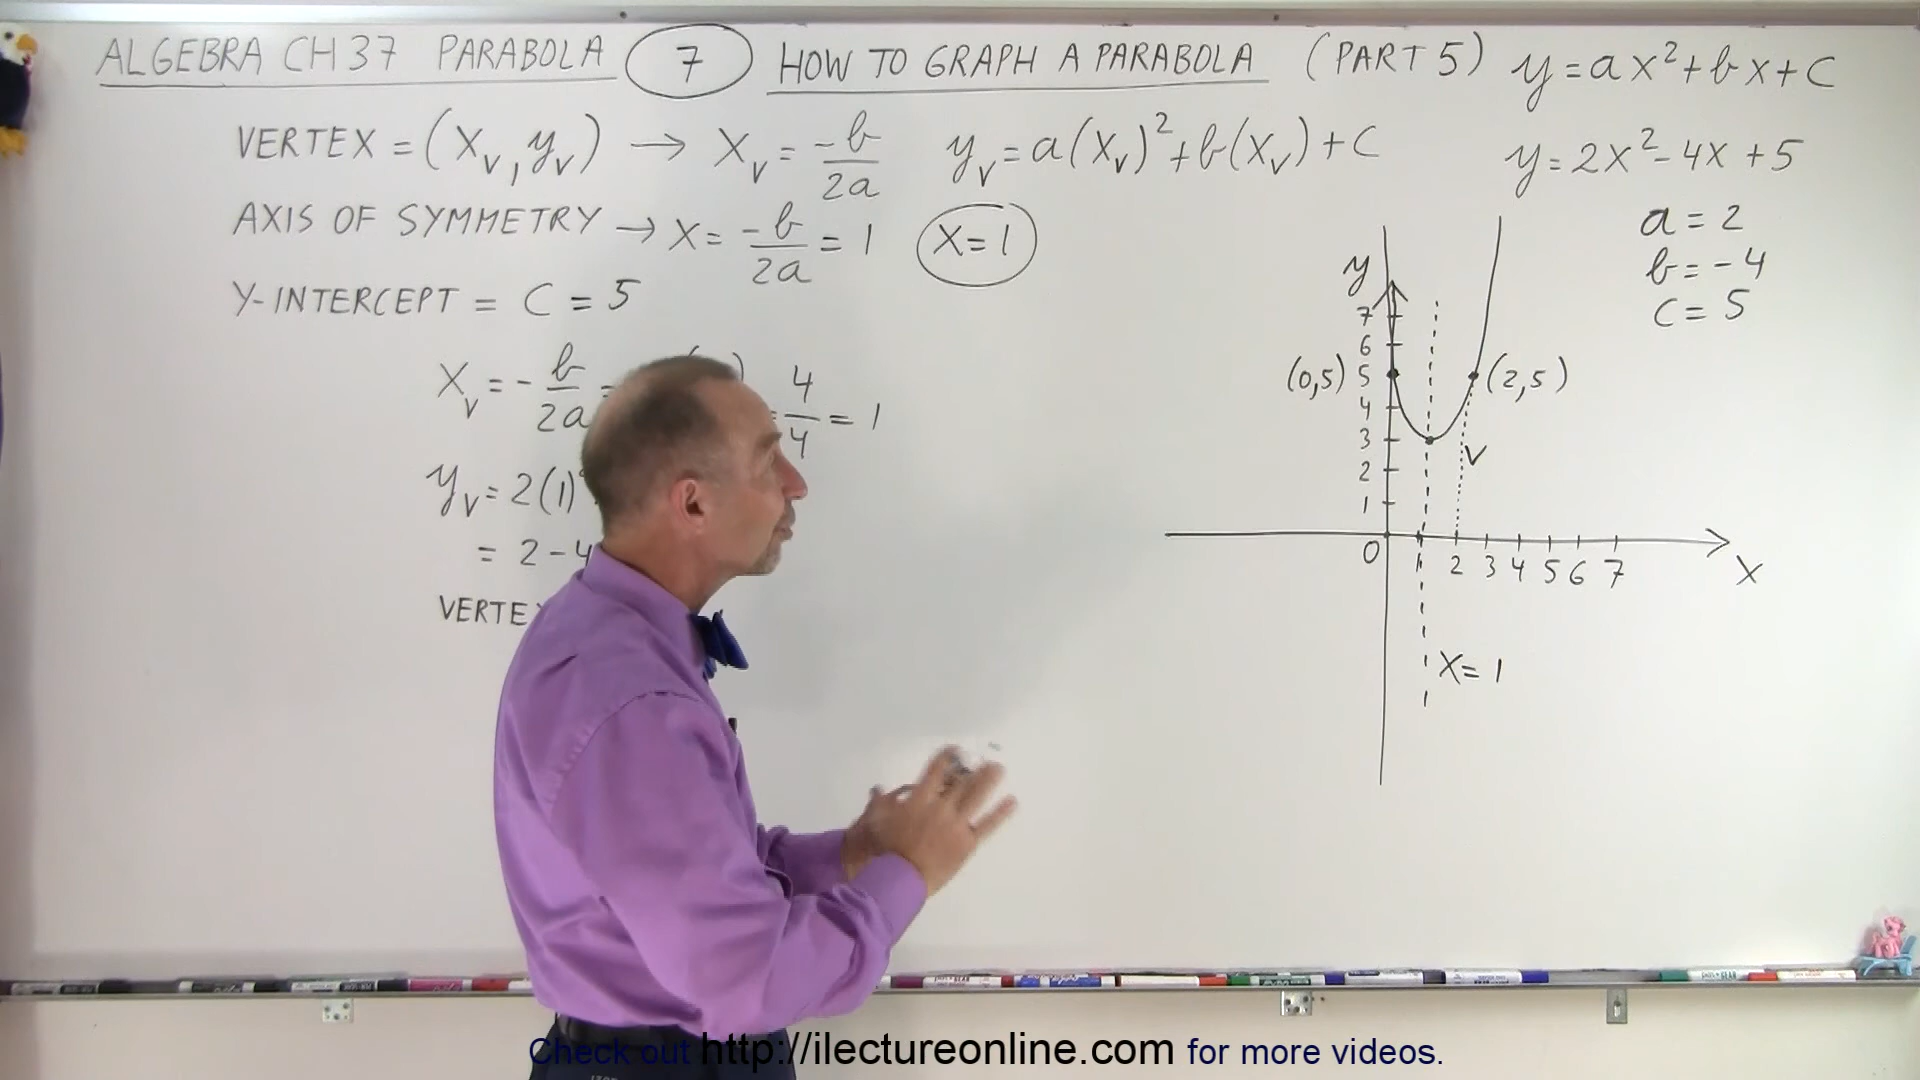 ALGEBRA CH 37 PARABOLA 7 HOW TO GRAPH A PARABOLA (PART 5) y = ax² + bx + c
VERTEX = (Xv, yv) → Xv = -b/2a yv = a(Xv)² + b(Xv) + C
y = 2x² - 4x + 5
AXIS OF SYMMETRY → X = -b/2a = 1 X = 1
a = 2
b = -4
c = 5
Y-INTERCEPT = C = 5
Xv = - b/2a = 4/4 = 1
yv = 2(1)
= 2 - 4
y
7
6
(0,5) 5 (2,5)
4
3
V
2
1
0 1 2 3 4 5 6 7 X
X = 1
Check out http://ilectureonline.com for more videos.